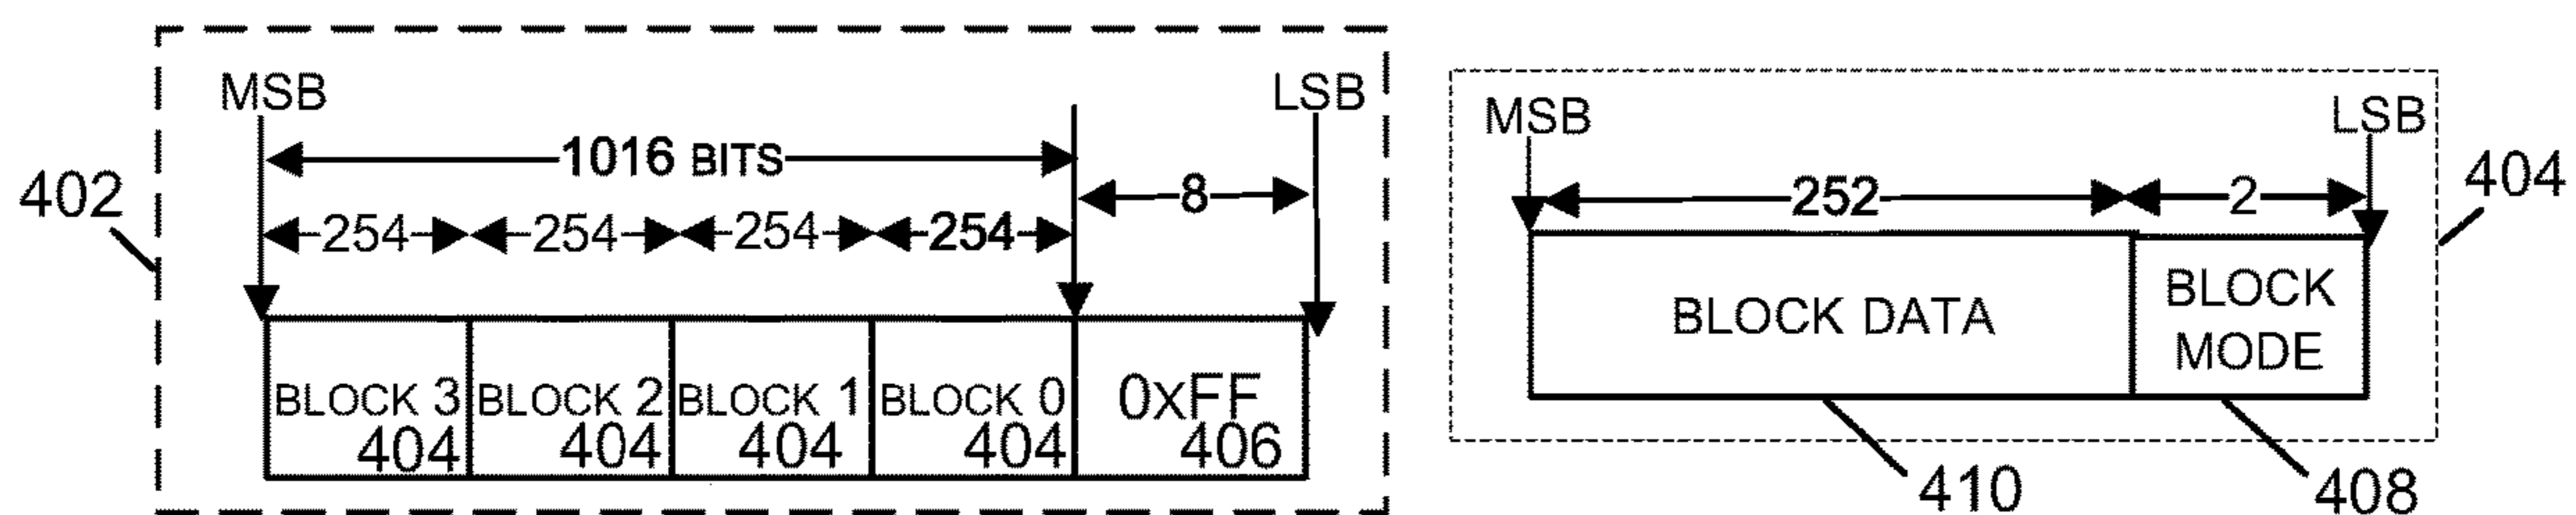 MSB
LSB
1016 BITS
8
402
254
254
254
254
BLOCK 3
404
BLOCK 2
404
BLOCK 1
404
BLOCK 0
404
0xFF
406
MSB
LSB
404
252
2
BLOCK DATA
BLOCK
MODE
410
408